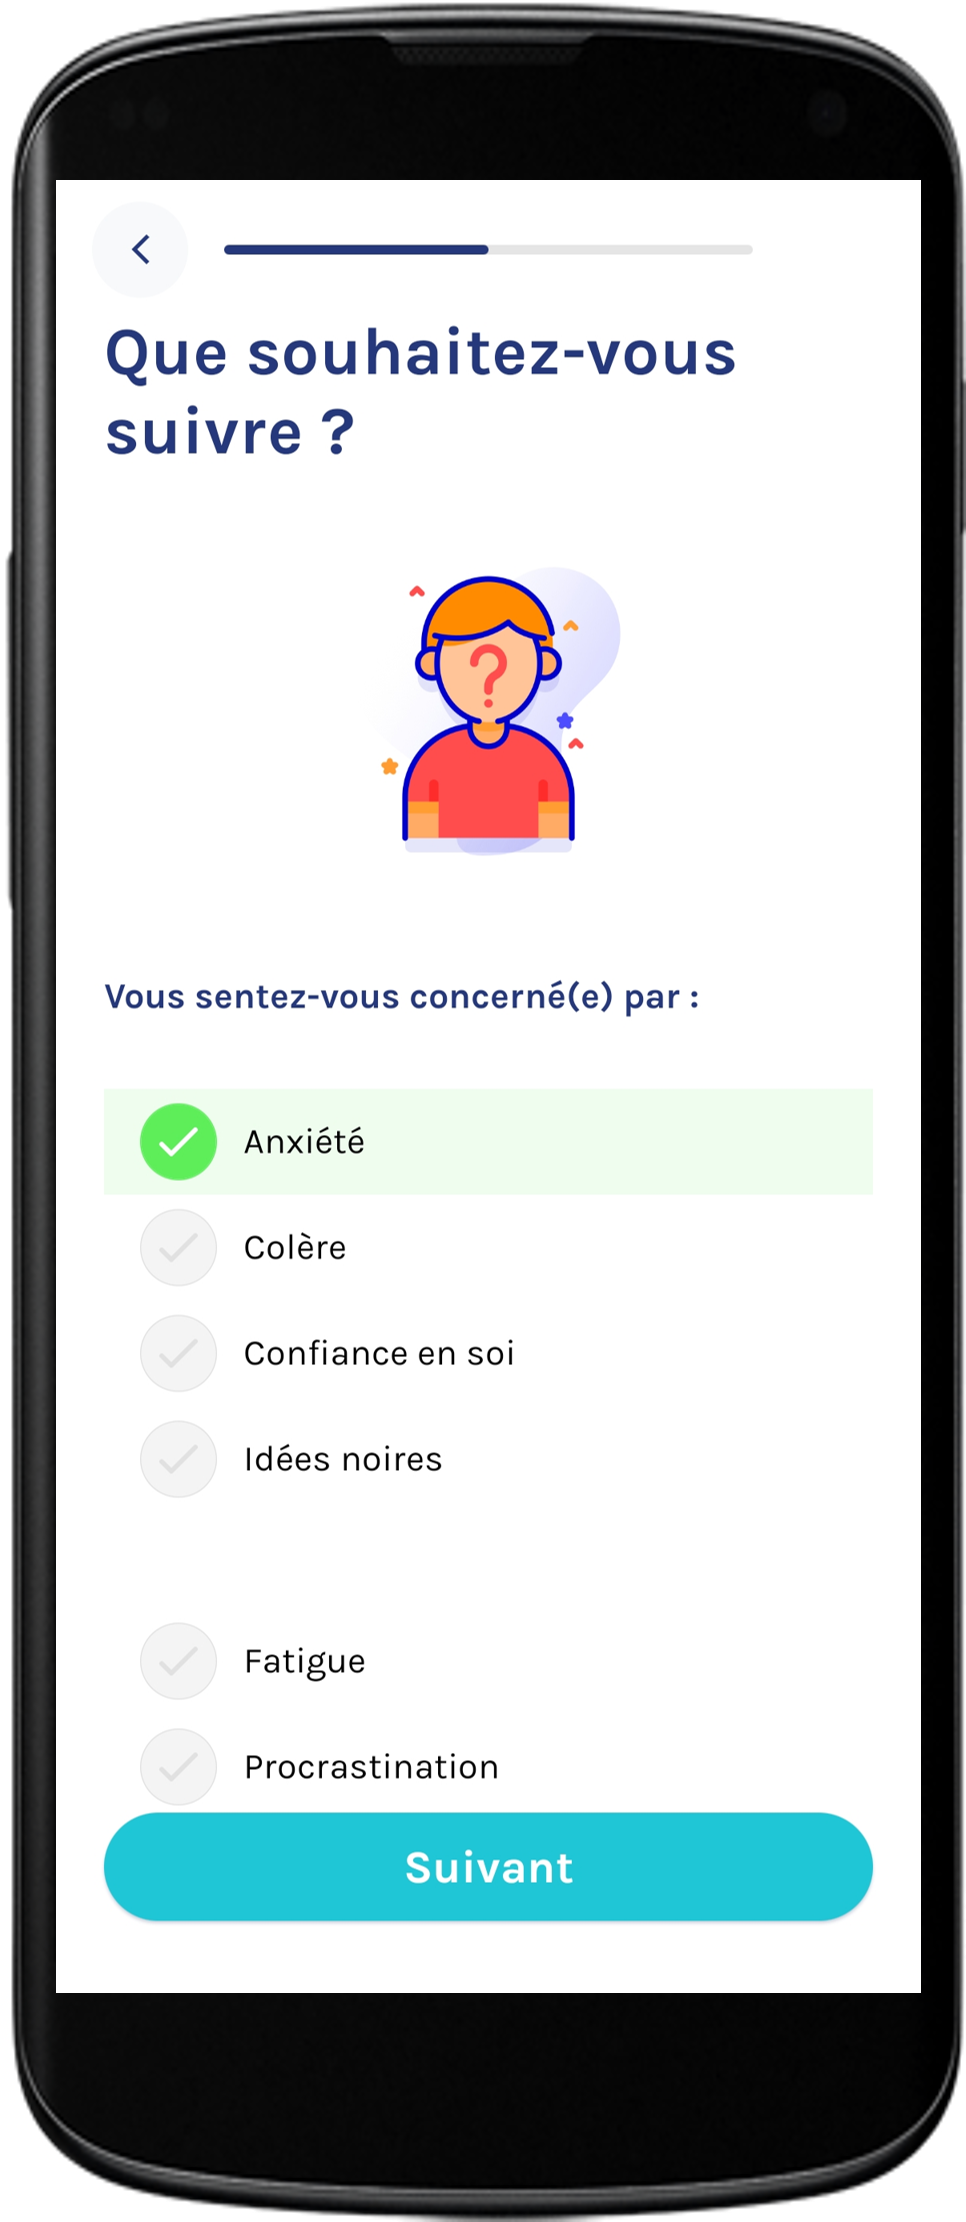 Que souhaitez-vous
suivre ?
?
Vous sentez-vous concerné(e) par :
Anxiété
Colère
Confiance en soi
Idées noires
Fatigue
Procrastination
Suivant